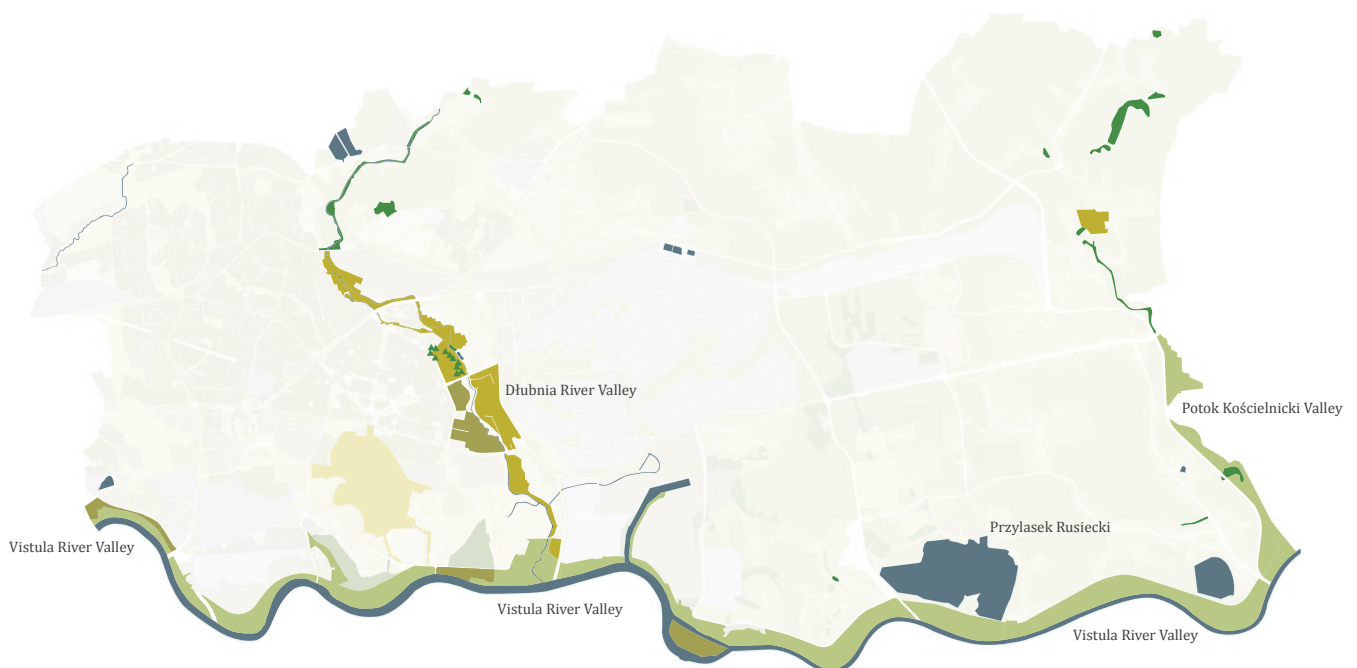 Dłubnia River Valley
Potok Kościelnicki Valley
Przylasek Rusiecki
Vistula River Valley
Vistula River Valley
Vistula River Valley